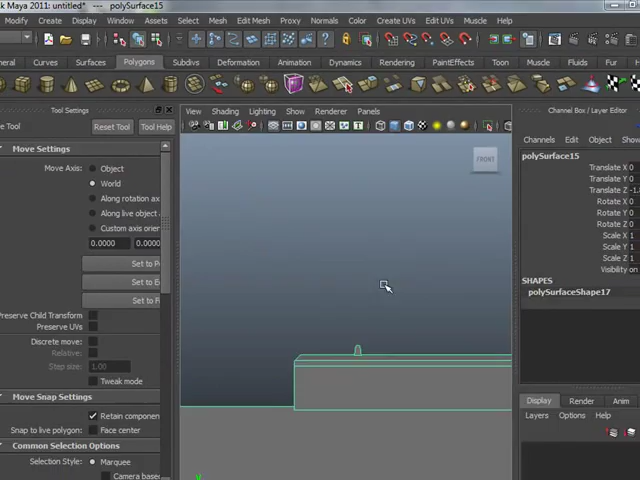 k Maya 2011: untitled* --- polySurface15
Modify Create Display Window Assets Select Mesh Edit Mesh Proxy Normals Color Create UVs Edit UVs Muscle Help
Curves Surfaces Polygons Subdivs Deformation Animation Dynamics Rendering PaintEffects Toon Muscle Fluids
Tool Settings
Channel Box / Layer Editor
e Tool Reset Tool Tool Help
View Shading Lighting Show Renderer Panels
Channels Edit Object Show
Move Settings
polySurface15
Move Axis: Object
World
Along rotation ax
Along live object
Custom axis orien
0.0000 0.0000
Set to P
Set to E
Set to F
Translate X 0
Translate Y 0
Translate Z -1.
Rotate X 0
Rotate Y 0
Rotate Z 0
Scale X 1
Scale Y 1
Scale Z 1
Visibility on
SHAPES
polySurfaceShape17
FRONT
Preserve Child Transform
Preserve UVs
Discrete move:
Relative:
Step size: 1.00
Tweak mode
Move Snap Settings
Retain componen
Snap to live polygon: Face center
Common Selection Options
Selection Style: Marquee
Camera base
Display Render Anim
Layers Options Help